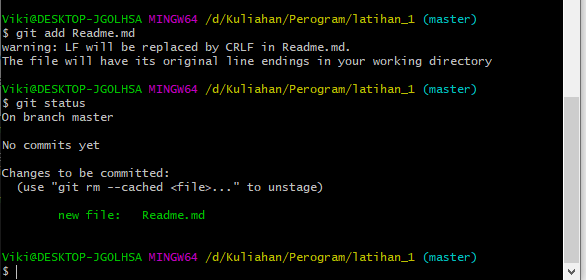 Viki@DESKTOP-JGOLHSA MINGW64 /d/Kuliahan/Perogram/latihan_1 (master)
$ git add Readme.md
warning: LF will be replaced by CRLF in Readme.md.
The file will have its original line endings in your working directory
Viki@DESKTOP-JGOLHSA MINGW64 /d/Kuliahan/Perogram/latihan_1 (master)
$ git status
On branch master
No commits yet
Changes to be committed:
  (use "git rm --cached <file>..." to unstage)
        new file:   Readme.md
Viki@DESKTOP-JGOLHSA MINGW64 /d/Kuliahan/Perogram/latihan_1 (master)
$